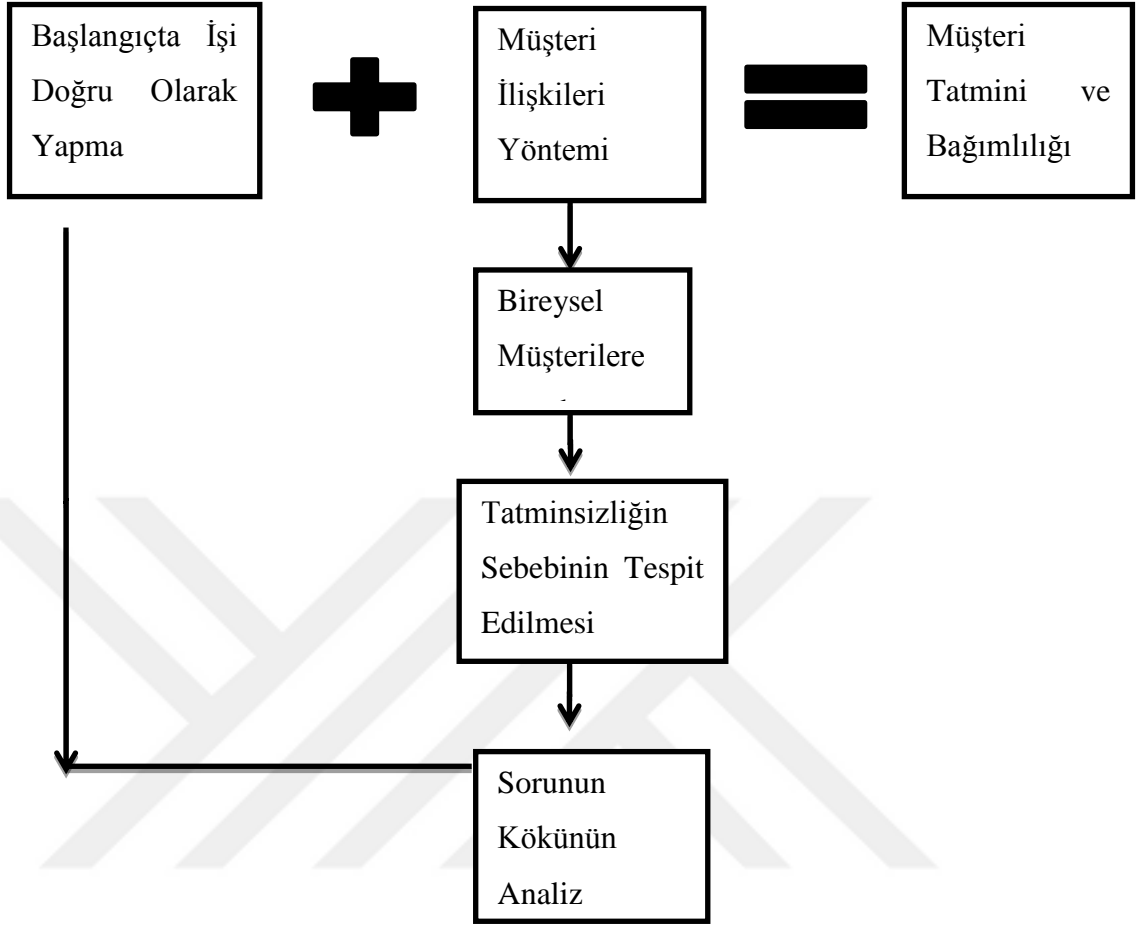 Başlangıçta İşi
Doğru Olarak
Yapma
Müşteri
İlişkileri
Yöntemi
Müşteri
Tatmini ve
Bağımlılığı
Bireysel
Müşterilere
Tatminsizliğin
Sebebinin Tespit
Edilmesi
Sorunun
Kökünün
Analiz